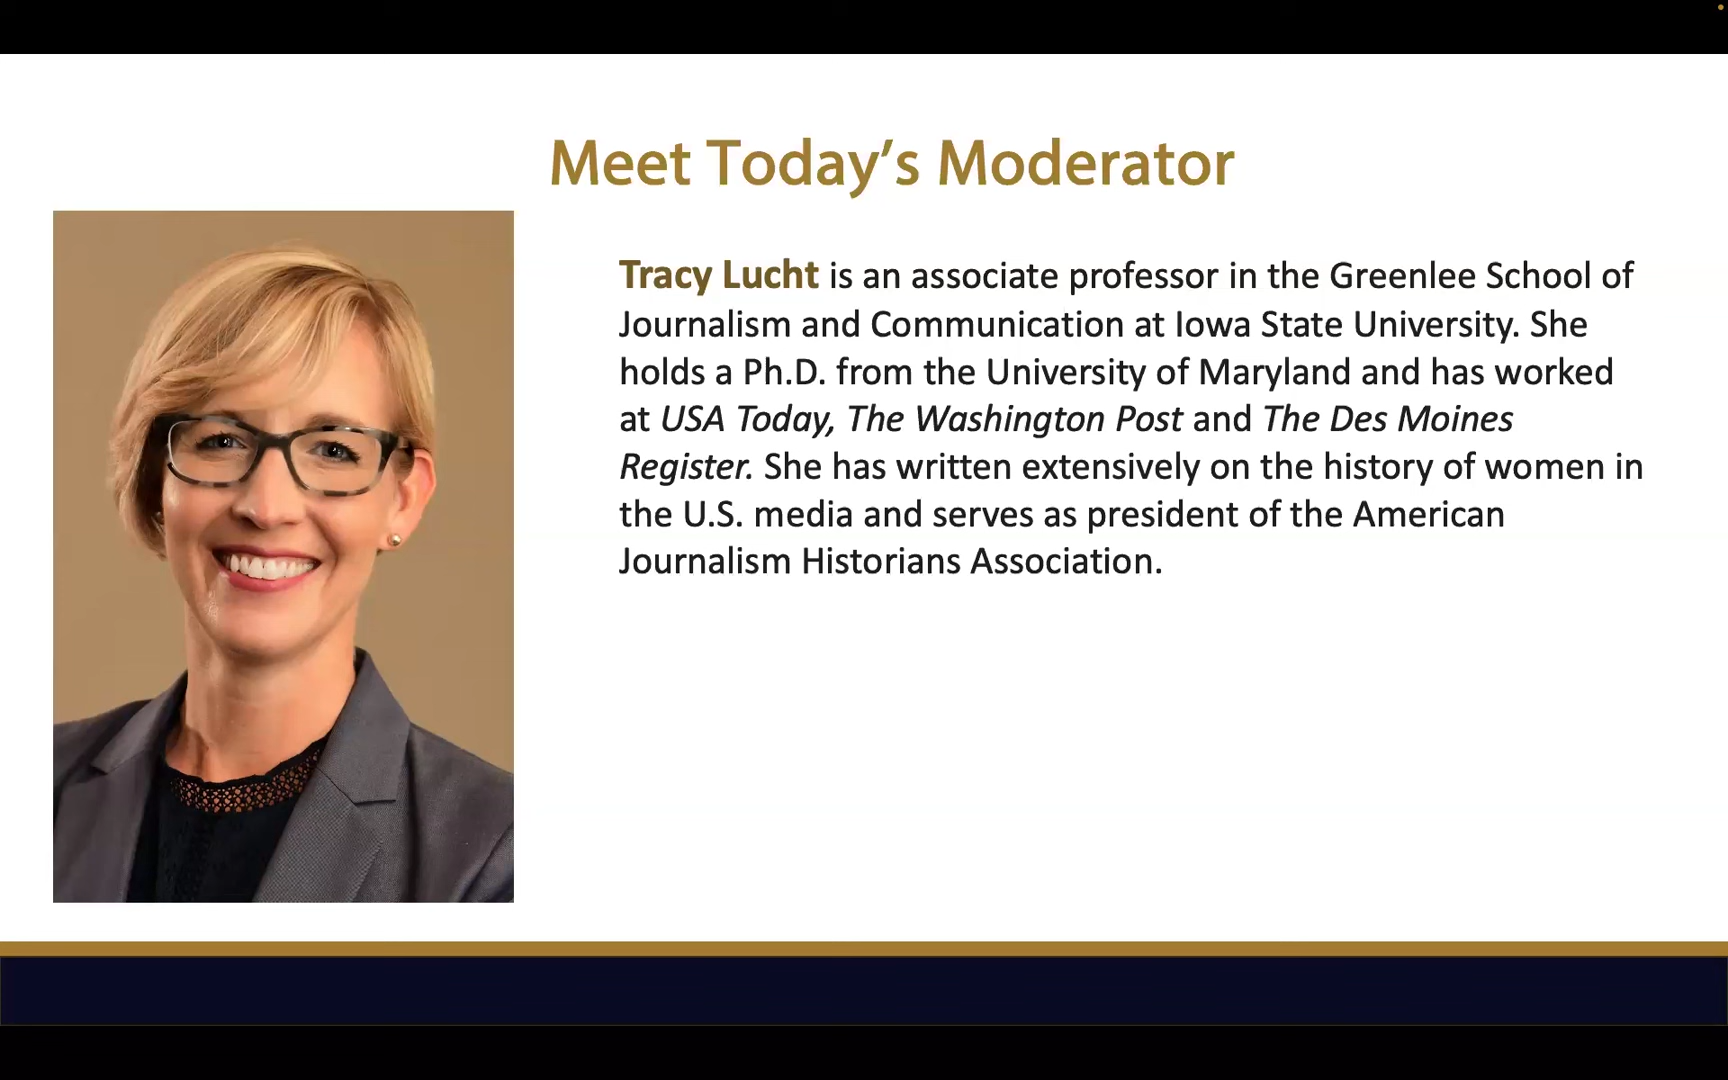 Meet Today’s Moderator
Tracy Lucht is an associate professor in the Greenlee School of
Journalism and Communication at Iowa State University. She
holds a Ph.D. from the University of Maryland and has worked
at USA Today, The Washington Post and The Des Moines
Register. She has written extensively on the history of women in
the U.S. media and serves as president of the American
Journalism Historians Association.